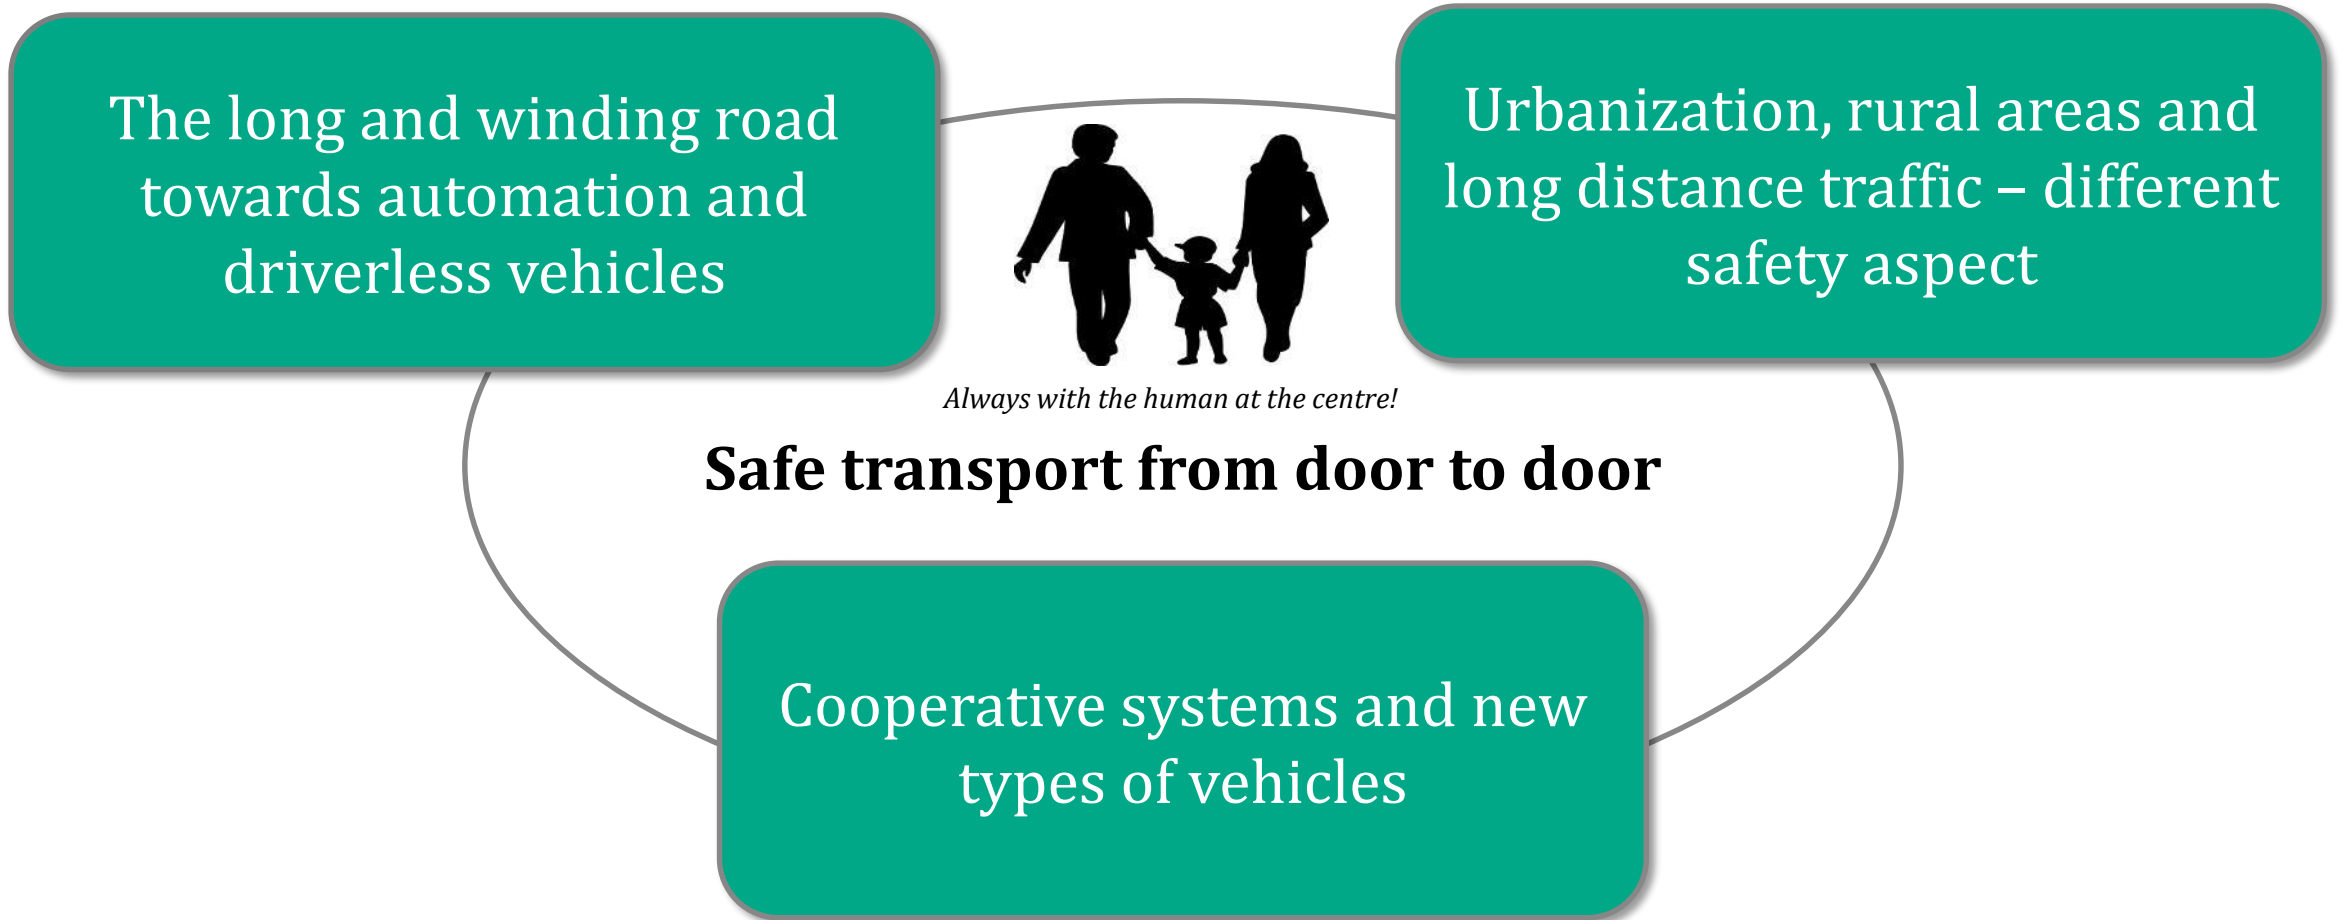 The long and winding road
towards automation and
driverless vehicles
Urbanization, rural areas and
long distance traffic – different
safety aspect
Always with the human at the centre!
Safe transport from door to door
Cooperative systems and new
types of vehicles